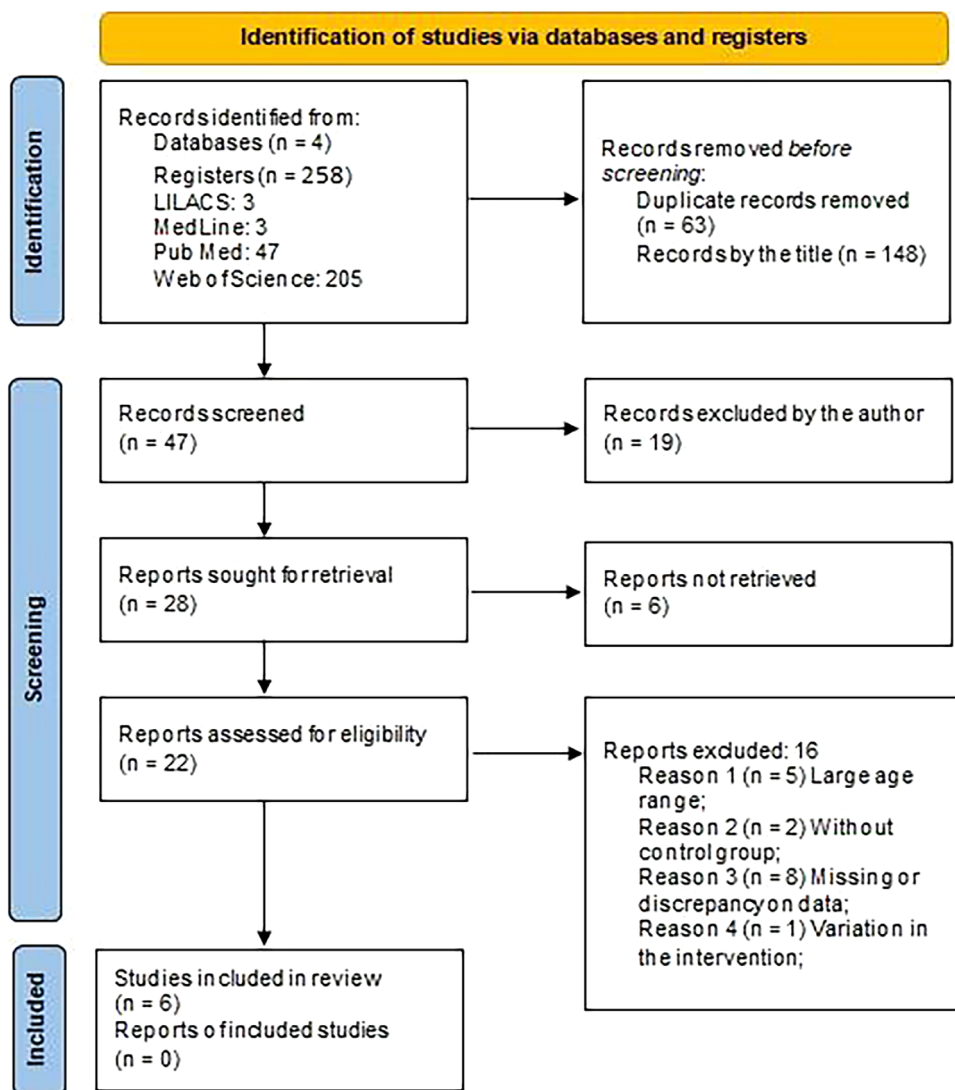 Identification of studies via databases and registers
Identification
Records identified from:
Databases (n = 4)
Registers (n = 258)
LILACS: 3
MedLine: 3
Pub Med: 47
Web of Science: 205
Records removed before
screening:
Duplicate records removed
(n = 63)
Records by the title (n = 148)
Screening
Records screened
(n = 47)
Records excluded by the author
(n = 19)
Reports sought for retrieval
(n = 28)
Reports not retrieved
(n = 6)
Reports assessed for eligibility
(n = 22)
Reports excluded: 16
Reason 1 (n = 5) Large age
range;
Reason 2 (n = 2) Without
control group;
Reason 3 (n = 8) Missing or
discrepancy on data;
Reason 4 (n = 1) Variation in
the intervention;
Included
Studies included in review
(n = 6)
Reports of included studies
(n = 0)